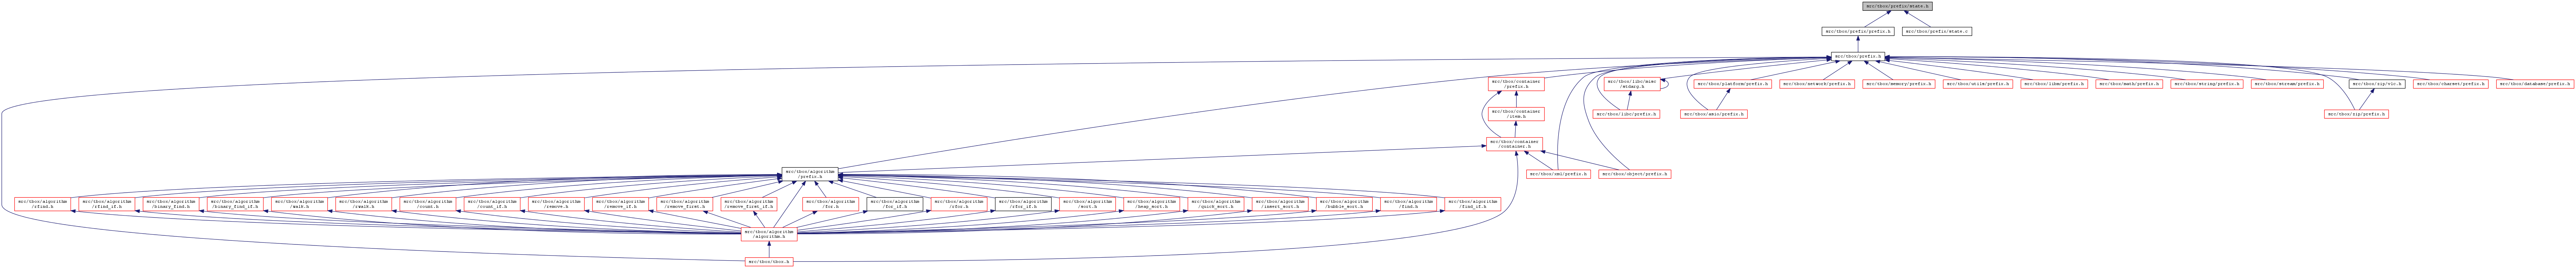 src/tbox/prefix/state.h
src/tbox/prefix/prefix.h
src/tbox/prefix/state.c
src/tbox/prefix.h
src/tbox/container
/prefix.h
src/tbox/libc/misc
/stdarg.h
src/tbox/platform/prefix.h
src/tbox/network/prefix.h
src/tbox/memory/prefix.h
src/tbox/utils/prefix.h
src/tbox/libm/prefix.h
src/tbox/math/prefix.h
src/tbox/string/prefix.h
src/tbox/stream/prefix.h
src/tbox/zip/vlc.h
src/tbox/charset/prefix.h
src/tbox/database/prefix.h
src/tbox/container
/item.h
src/tbox/libc/prefix.h
src/tbox/asio/prefix.h
src/tbox/zip/prefix.h
src/tbox/container
/container.h
src/tbox/algorithm
/prefix.h
src/tbox/xml/prefix.h
src/tbox/object/prefix.h
src/tbox/algorithm
/rfind.h
src/tbox/algorithm
/rfind_if.h
src/tbox/algorithm
/binary_find.h
src/tbox/algorithm
/binary_find_if.h
src/tbox/algorithm
/walk.h
src/tbox/algorithm
/rwalk.h
src/tbox/algorithm
/count.h
src/tbox/algorithm
/count_if.h
src/tbox/algorithm
/remove.h
src/tbox/algorithm
/remove_if.h
src/tbox/algorithm
/remove_first.h
src/tbox/algorithm
/remove_first_if.h
src/tbox/algorithm
/for.h
src/tbox/algorithm
/for_if.h
src/tbox/algorithm
/rfor.h
src/tbox/algorithm
/rfor_if.h
src/tbox/algorithm
/sort.h
src/tbox/algorithm
/heap_sort.h
src/tbox/algorithm
/quick_sort.h
src/tbox/algorithm
/insert_sort.h
src/tbox/algorithm
/bubble_sort.h
src/tbox/algorithm
/find.h
src/tbox/algorithm
/find_if.h
src/tbox/algorithm
/algorithm.h
src/tbox/tbox.h